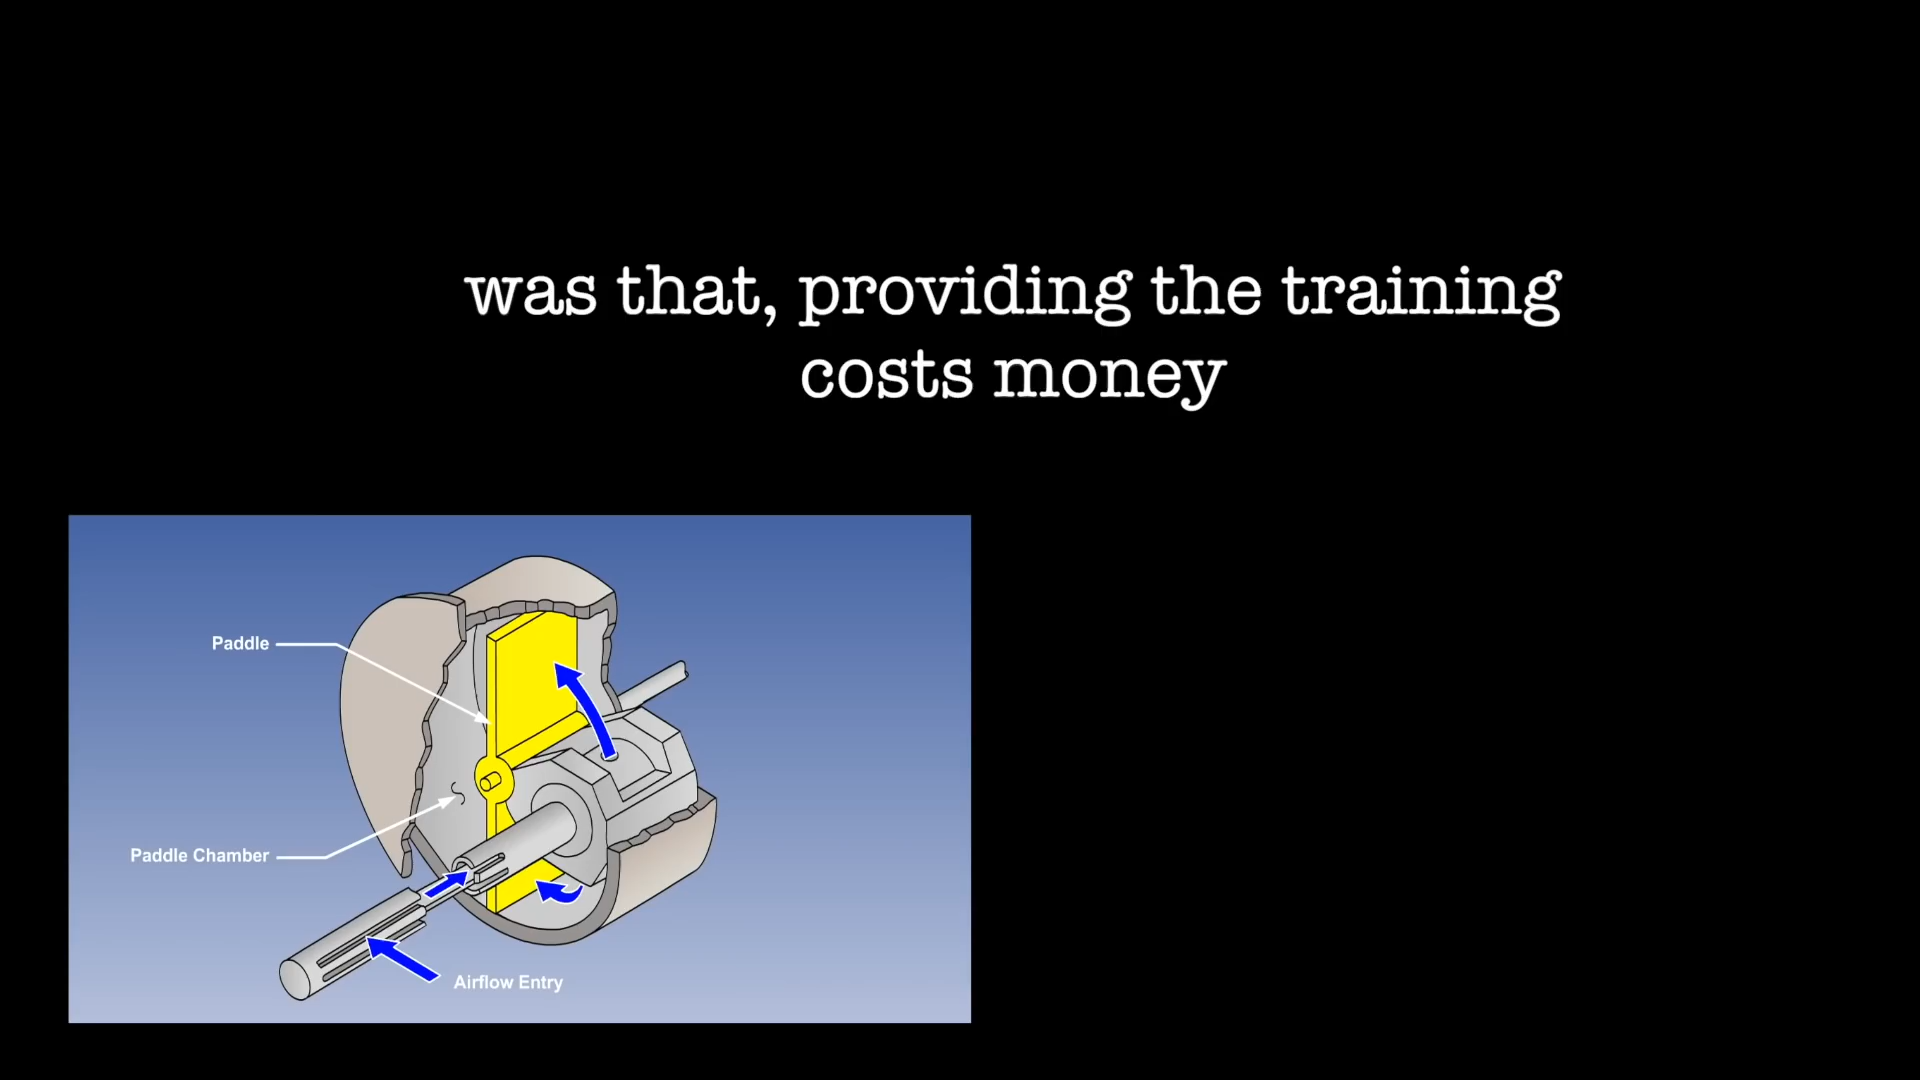 was that, providing the training
costs money
Paddle
Paddle Chamber
Airflow Entry